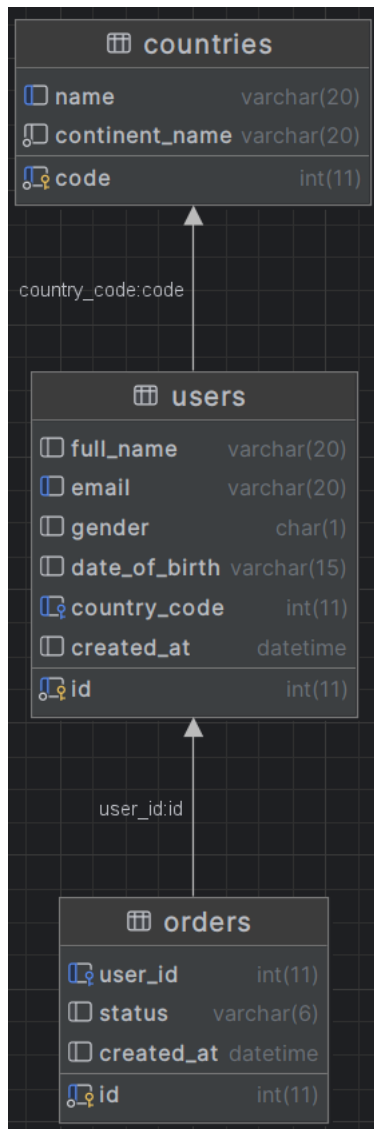 countries
name varchar(20)
continent_name varchar(20)
code int(11)
country_code:code
users
full_name varchar(20)
email varchar(20)
gender char(1)
date_of_birth varchar(15)
country_code int(11)
created_at datetime
id int(11)
user_id:id
orders
user_id int(11)
status varchar(6)
created_at datetime
id int(11)